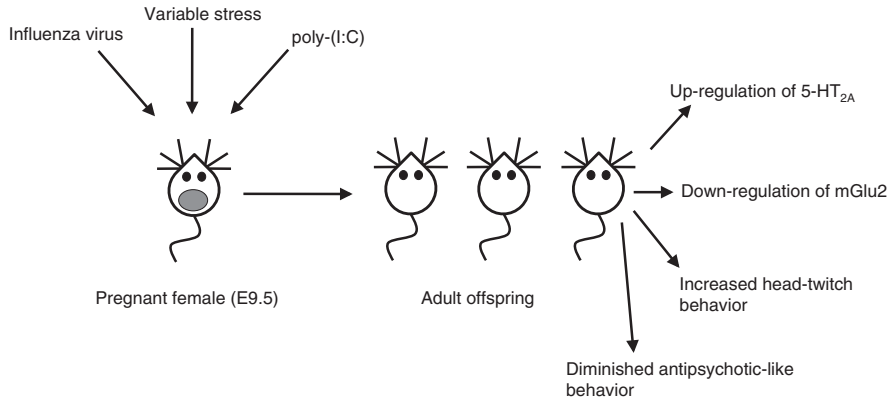 Influenza virus
Variable stress
poly-(I:C)
Up-regulation of 5-HT2A
Down-regulation of mGlu2
Increased head-twitch
behavior
Diminished antipsychotic-like
behavior
Pregnant female (E9.5)
Adult offspring